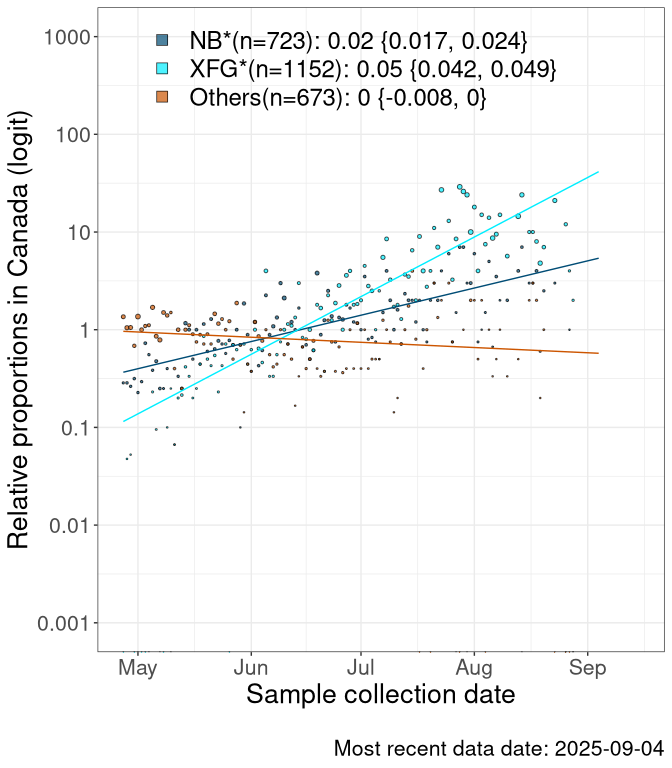 NB*(n=723): 0.02 {0.017, 0.024}
XFG*(n=1152): 0.05 {0.042, 0.049}
Others(n=673): 0 {-0.008, 0}
Relative proportions in Canada (logit)
1000
100
10
1
0.1
0.01
0.001
May Jun Jul Aug Sep
Sample collection date
Most recent data date: 2025-09-04